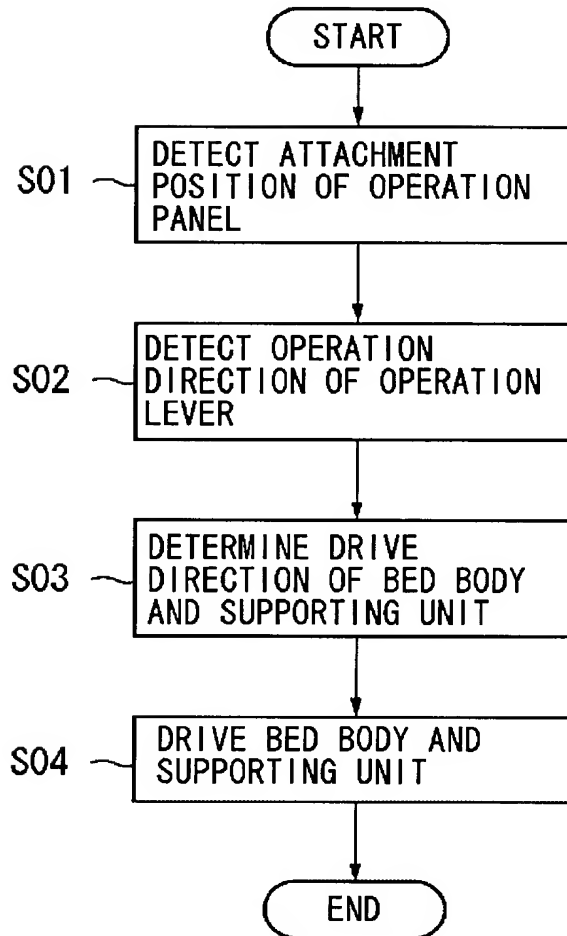 START
S01
DETECT ATTACHMENT
POSITION OF OPERATION
PANEL
S02
DETECT OPERATION
DIRECTION OF OPERATION
LEVER
S03
DETERMINE DRIVE
DIRECTION OF BED BODY
AND SUPPORTING UNIT
S04
DRIVE BED BODY AND
SUPPORTING UNIT
END